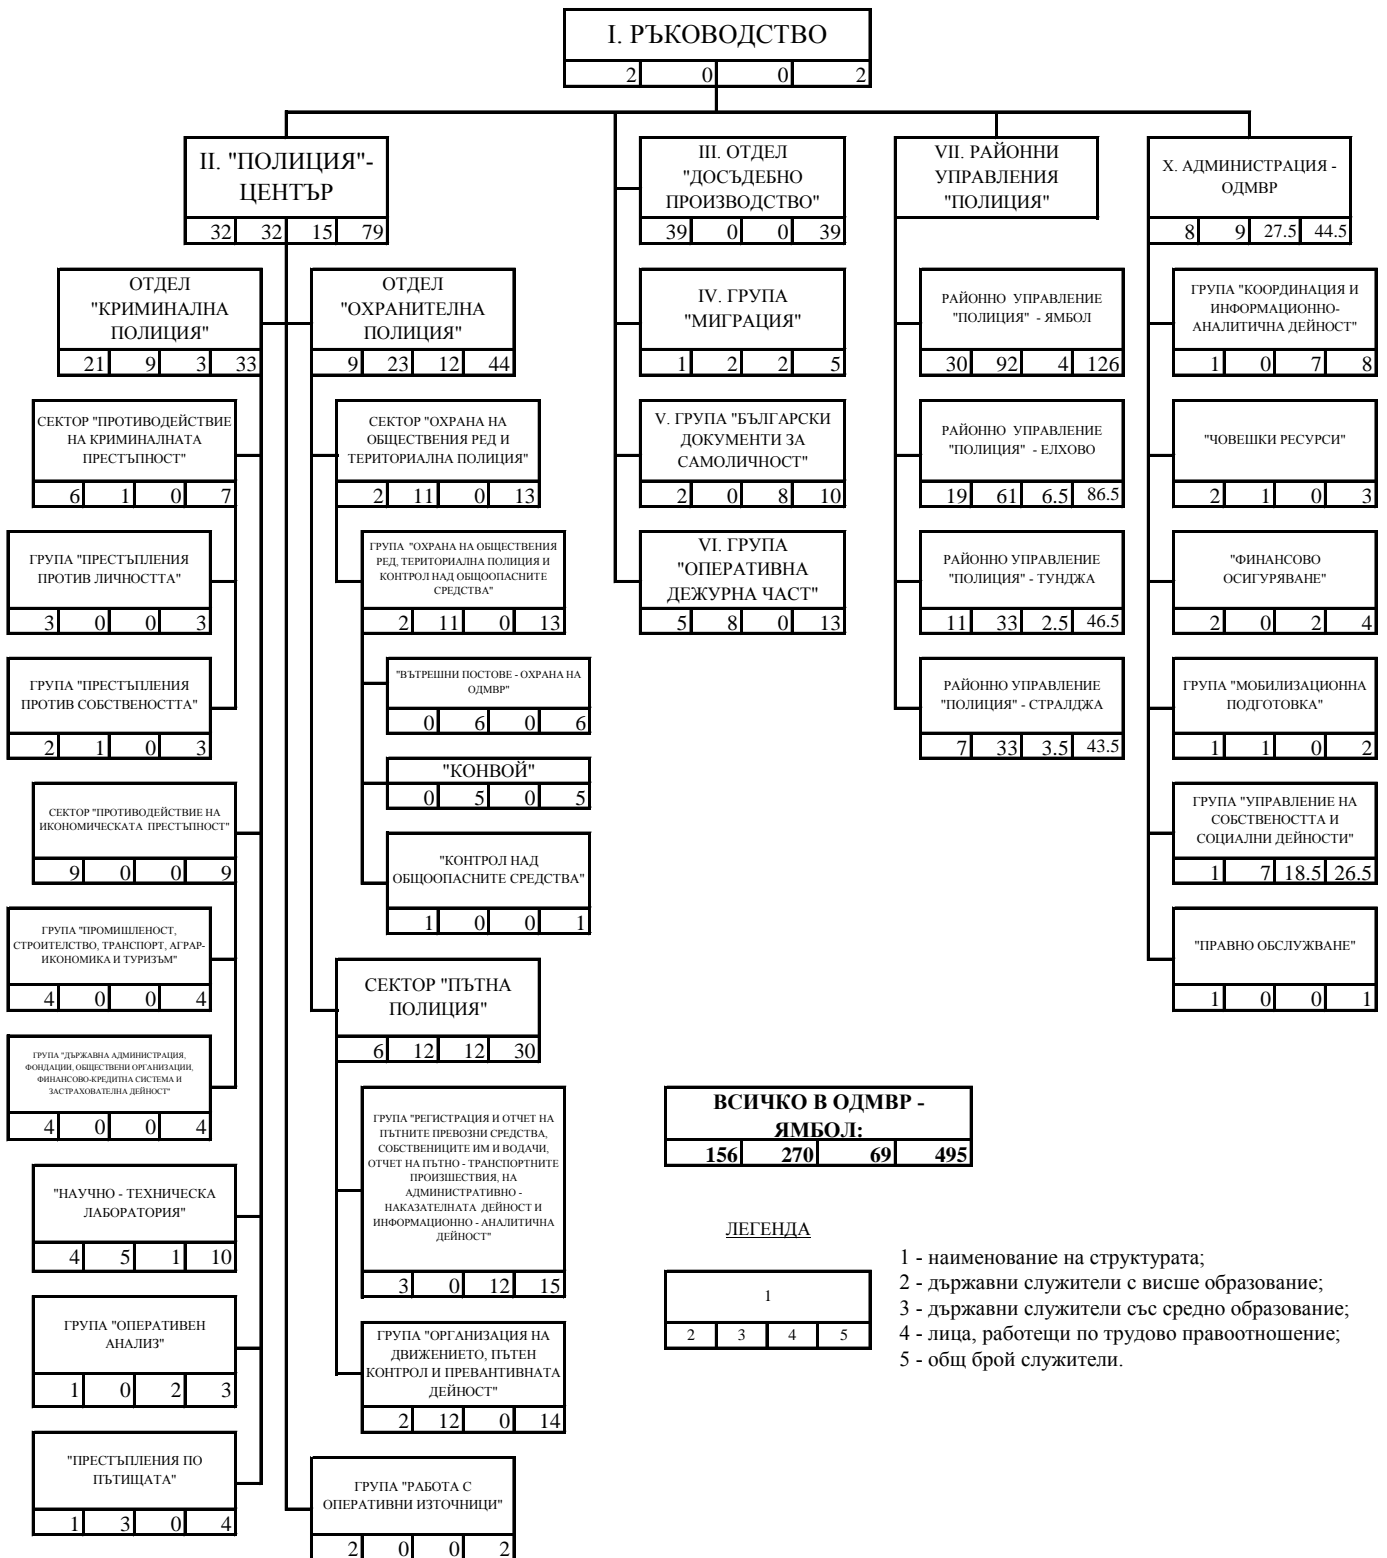 I. РЪКОВОДСТВО
2 0 0 2
II. "ПОЛИЦИЯ"-
ЦЕНТЪР
32 32 15 79
ОТДЕЛ
"КРИМИНАЛНА
ПОЛИЦИЯ"
21 9 3 33
СЕКТОР "ПРОТИВОДЕЙСТВИЕ
НА КРИМИНАЛНАТА
ПРЕСТЪПНОСТ"
6 1 0 7
ГРУПА "ПРЕСТЪПЛЕНИЯ
ПРОТИВ ЛИЧНОСТТА"
3 0 0 3
ГРУПА "ПРЕСТЪПЛЕНИЯ
ПРОТИВ СОБСТВЕНОСТТА"
2 1 0 3
СЕКТОР "ПРОТИВОДЕЙСТВИЕ НА
ИКОНОМИЧЕСКАТА ПРЕСТЪПНОСТ"
9 0 0 9
ГРУПА "ПРОМИШЛЕНОСТ,
СТРОИТЕЛСТВО, ТРАНСПОРТ, АГРАР-
ИКОНОМИКА И ТУРИЗЪМ"
4 0 0 4
ГРУПА "ДЪРЖАВНА АДМИНИСТРАЦИЯ,
ФОНДАЦИИ, ОБЩЕСТВЕНИ ОРГАНИЗАЦИИ,
ФИНАНСОВО-КРЕДИТНА СИСТЕМА И
ЗАСТРАХОВАТЕЛНА ДЕЙНОСТ"
4 0 0 4
"НАУЧНО - ТЕХНИЧЕСКА
ЛАБОРАТОРИЯ"
4 5 1 10
ГРУПА "ОПЕРАТИВЕН
АНАЛИЗ"
1 0 2 3
"ПРЕСТЪПЛЕНИЯ ПО
ПЪТИЩАТА"
1 3 0 4
ОТДЕЛ
"ОХРАНИТЕЛНА
ПОЛИЦИЯ"
9 23 12 44
СЕКТОР "ОХРАНА НА
ОБЩЕСТВЕНИЯ РЕД И
ТЕРИТОРИАЛНА ПОЛИЦИЯ"
2 11 0 13
ГРУПА "ОХРАНА НА ОБЩЕСТВЕНИЯ
РЕД, ТЕРИТОРИАЛНА ПОЛИЦИЯ И
КОНТРОЛ НАД ОБЩООПАСНИТЕ
СРЕДСТВА"
2 11 0 13
"ВЪТРЕШНИ ПОСТОВЕ - ОХРАНА НА
ОДМВР"
0 6 0 6
"КОНВОЙ"
0 5 0 5
"КОНТРОЛ НАД
ОБЩООПАСНИТЕ СРЕДСТВА"
1 0 0 1
СЕКТОР "ПЪТНА
ПОЛИЦИЯ"
6 12 12 30
ГРУПА "РЕГИСТРАЦИЯ И ОТЧЕТ НА
ПЪТНИТЕ ПРЕВОЗНИ СРЕДСТВА,
СОБСТВЕНИЦИТЕ ИМ И ВОДАЧИ,
ОТЧЕТ НА ПЪТНО - ТРАНСПОРТНИТЕ
ПРОИЗШЕСТВИЯ, НА
АДМИНИСТРАТИВНО -
НАКАЗАТЕЛНАТА ДЕЙНОСТ И
ИНФОРМАЦИОННО - АНАЛИТИЧНА
ДЕЙНОСТ"
3 0 12 15
ГРУПА "ОРГАНИЗАЦИЯ НА
ДВИЖЕНИЕТО, ПЪТЕН
КОНТРОЛ И ПРЕВАНТИВНАТА
ДЕЙНОСТ"
2 12 0 14
ГРУПА "РАБОТА С
ОПЕРАТИВНИ ИЗТОЧНИЦИ"
2 0 0 2
III. ОТДЕЛ
"ДОСЪДЕБНО
ПРОИЗВОДСТВО"
39 0 0 39
IV. ГРУПА
"МИГРАЦИЯ"
1 2 2 5
V. ГРУПА "БЪЛГАРСКИ
ДОКУМЕНТИ ЗА
САМОЛИЧНОСТ"
2 0 8 10
VI. ГРУПА
"ОПЕРАТИВНА
ДЕЖУРНА ЧАСТ"
5 8 0 13
VII. РАЙОННИ
УПРАВЛЕНИЯ
"ПОЛИЦИЯ"
РАЙОННО УПРАВЛЕНИЕ
"ПОЛИЦИЯ" - ЯМБОЛ
30 92 4 126
РАЙОННО УПРАВЛЕНИЕ
"ПОЛИЦИЯ" - ЕЛХОВО
19 61 6.5 86.5
РАЙОННО УПРАВЛЕНИЕ
"ПОЛИЦИЯ" - ТУНДЖА
11 33 2.5 46.5
РАЙОННО УПРАВЛЕНИЕ
"ПОЛИЦИЯ" - СТРАЛДЖА
7 33 3.5 43.5
X. АДМИНИСТРАЦИЯ -
ОДМВР
8 9 27.5 44.5
ГРУПА "КООРДИНАЦИЯ И
ИНФОРМАЦИОННО-
АНАЛИТИЧНА ДЕЙНОСТ"
1 0 7 8
"ЧОВЕШКИ РЕСУРСИ"
2 1 0 3
"ФИНАНСОВО
ОСИГУРЯВАНЕ"
2 0 2 4
ГРУПА "МОБИЛИЗАЦИОННА
ПОДГОТОВКА"
1 1 0 2
ГРУПА "УПРАВЛЕНИЕ НА
СОБСТВЕНОСТТА И
СОЦИАЛНИ ДЕЙНОСТИ"
1 7 18.5 26.5
"ПРАВНО ОБСЛУЖВАНЕ"
1 0 0 1
ВСИЧКО В ОДМВР -
ЯМБОЛ:
156 270 69 495
ЛЕГЕНДА
1
2 3 4 5
1 - наименование на структурата;
2 - държавни служители с висше образование;
3 - държавни служители със средно образование;
4 - лица, работещи по трудово правоотношение;
5 - общ брой служители.